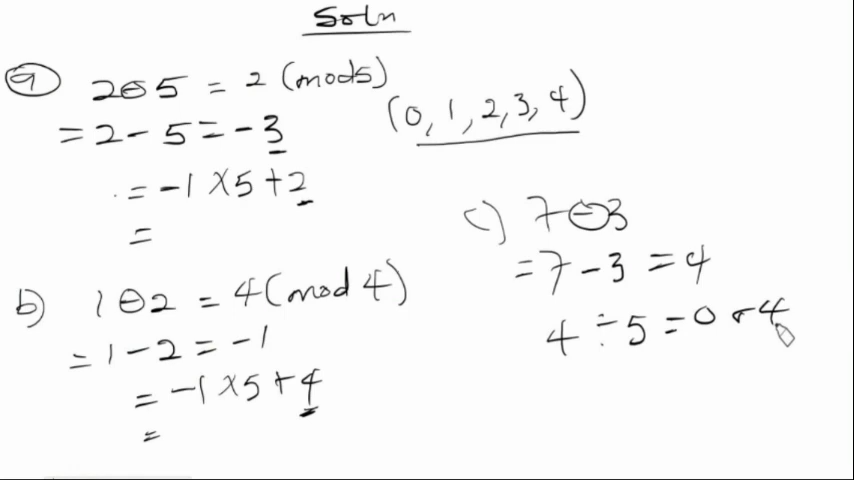 Soln
a) 2⊖5 = 2 (mod5)
= 2 - 5 = -3
(0, 1, 2, 3, 4)
= -1 × 5 + 2
=
b) 1⊖2 = 4 (mod 4)
= 1 - 2 = -1
= -1 × 5 + 4
=
c) 7⊖3
= 7 - 3 = 4
4 ÷ 5 = 0 r 4